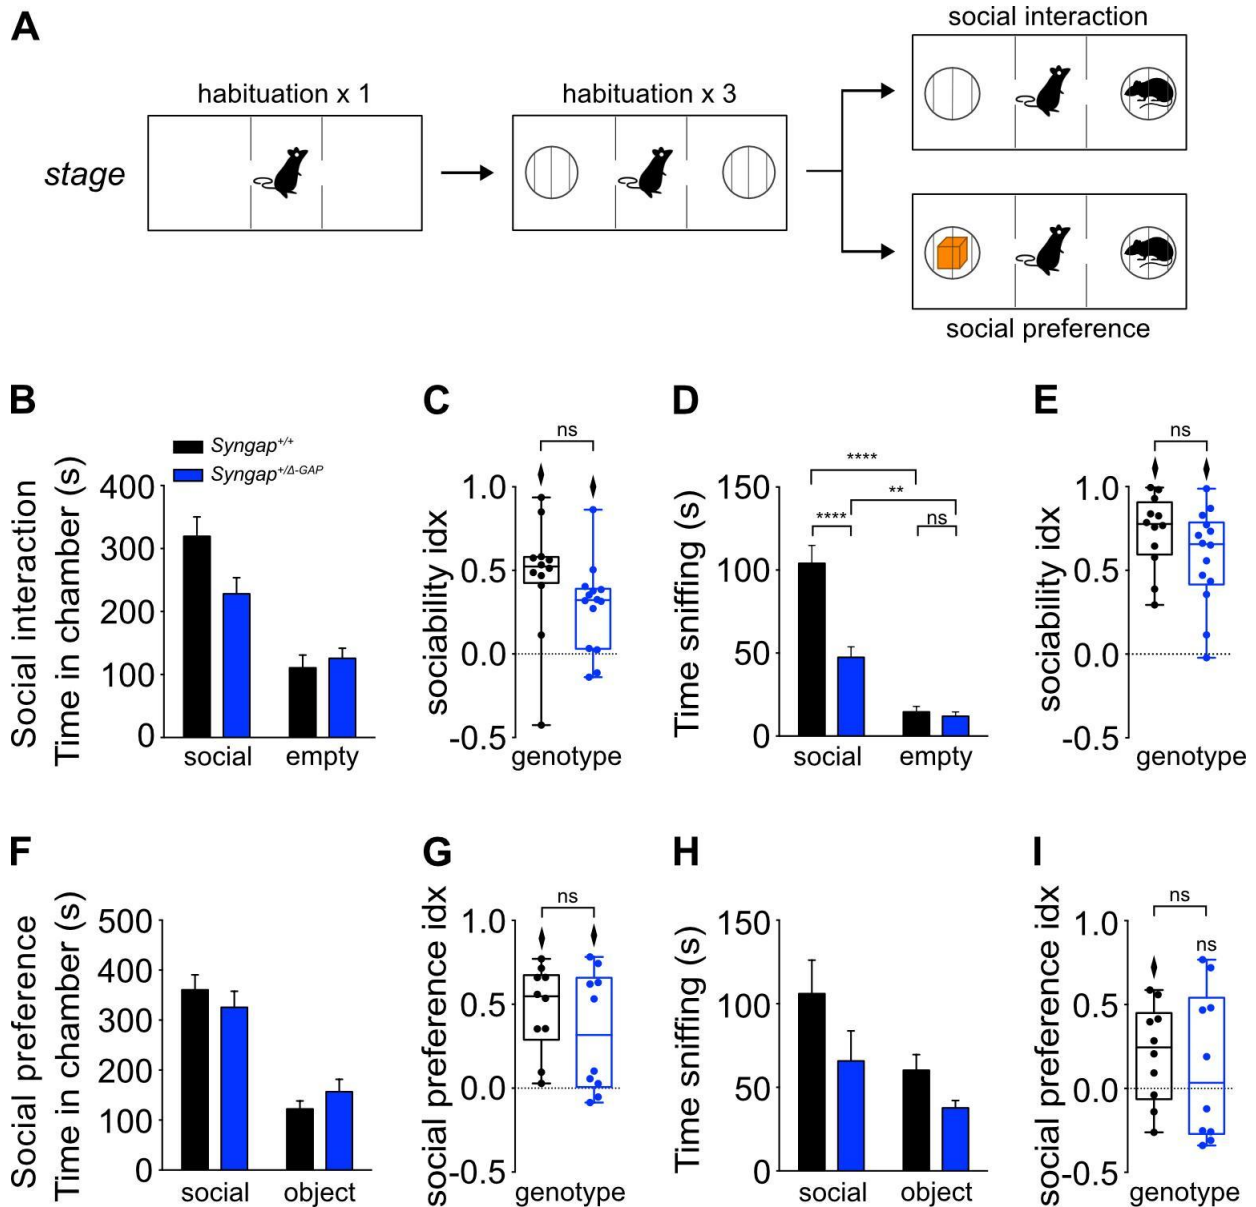 A
social interaction
habituation x 1
habituation x 3
stage
social preference
B
C
D
E
Syngap+/+
Syngap+/Δ-GAP
Social interaction
Time in chamber (s)
400
300
200
100
0
social
empty
ns
sociability idx
1.0
0.5
0.0
-0.5
genotype
****
**
****
ns
Time sniffing (s)
150
100
50
0
social
empty
ns
sociability idx
1.0
0.5
0.0
-0.5
genotype
F
G
H
I
Social preference
Time in chamber (s)
500
400
300
200
100
0
social
object
ns
social preference idx
1.0
0.5
0.0
-0.5
genotype
Time sniffing (s)
150
100
50
0
social
object
ns
ns
social preference idx
1.0
0.5
0.0
-0.5
genotype